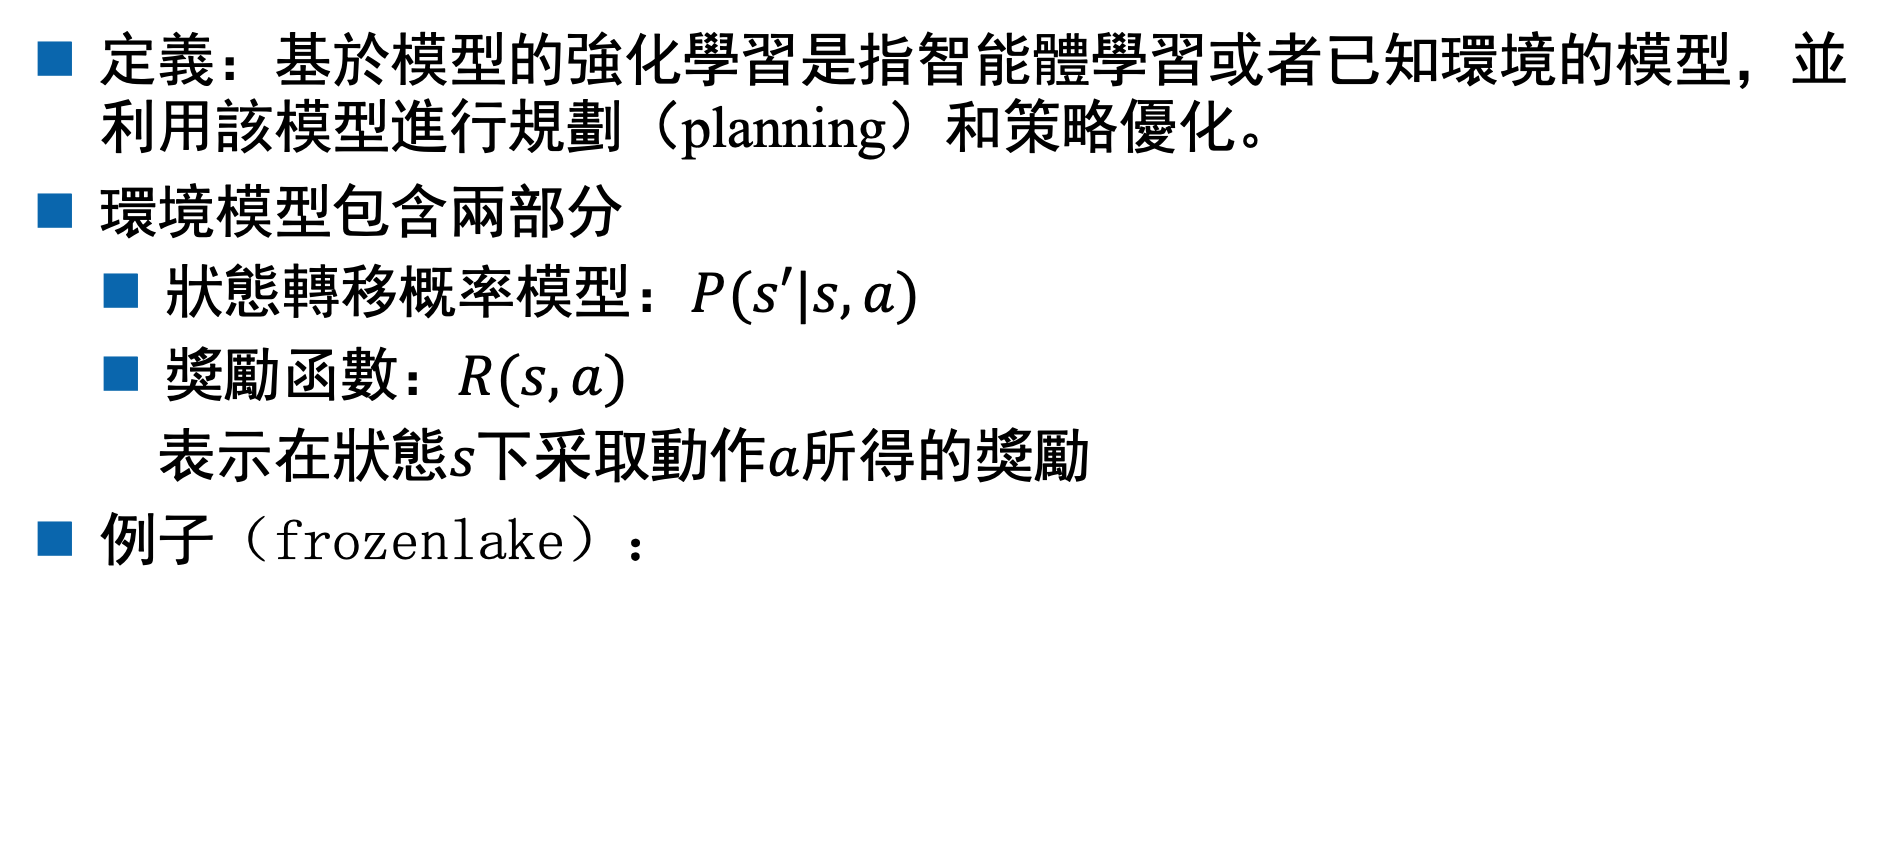 定義：基於模型的強化學習是指智能體學習或者已知環境的模型，並
利用該模型進行規劃（planning）和策略優化。
環境模型包含兩部分
狀態轉移概率模型：P(s′|s, a)
獎勵函數：R(s, a)
表示在狀態s下采取動作a所得的獎勵
例子（frozenlake）：